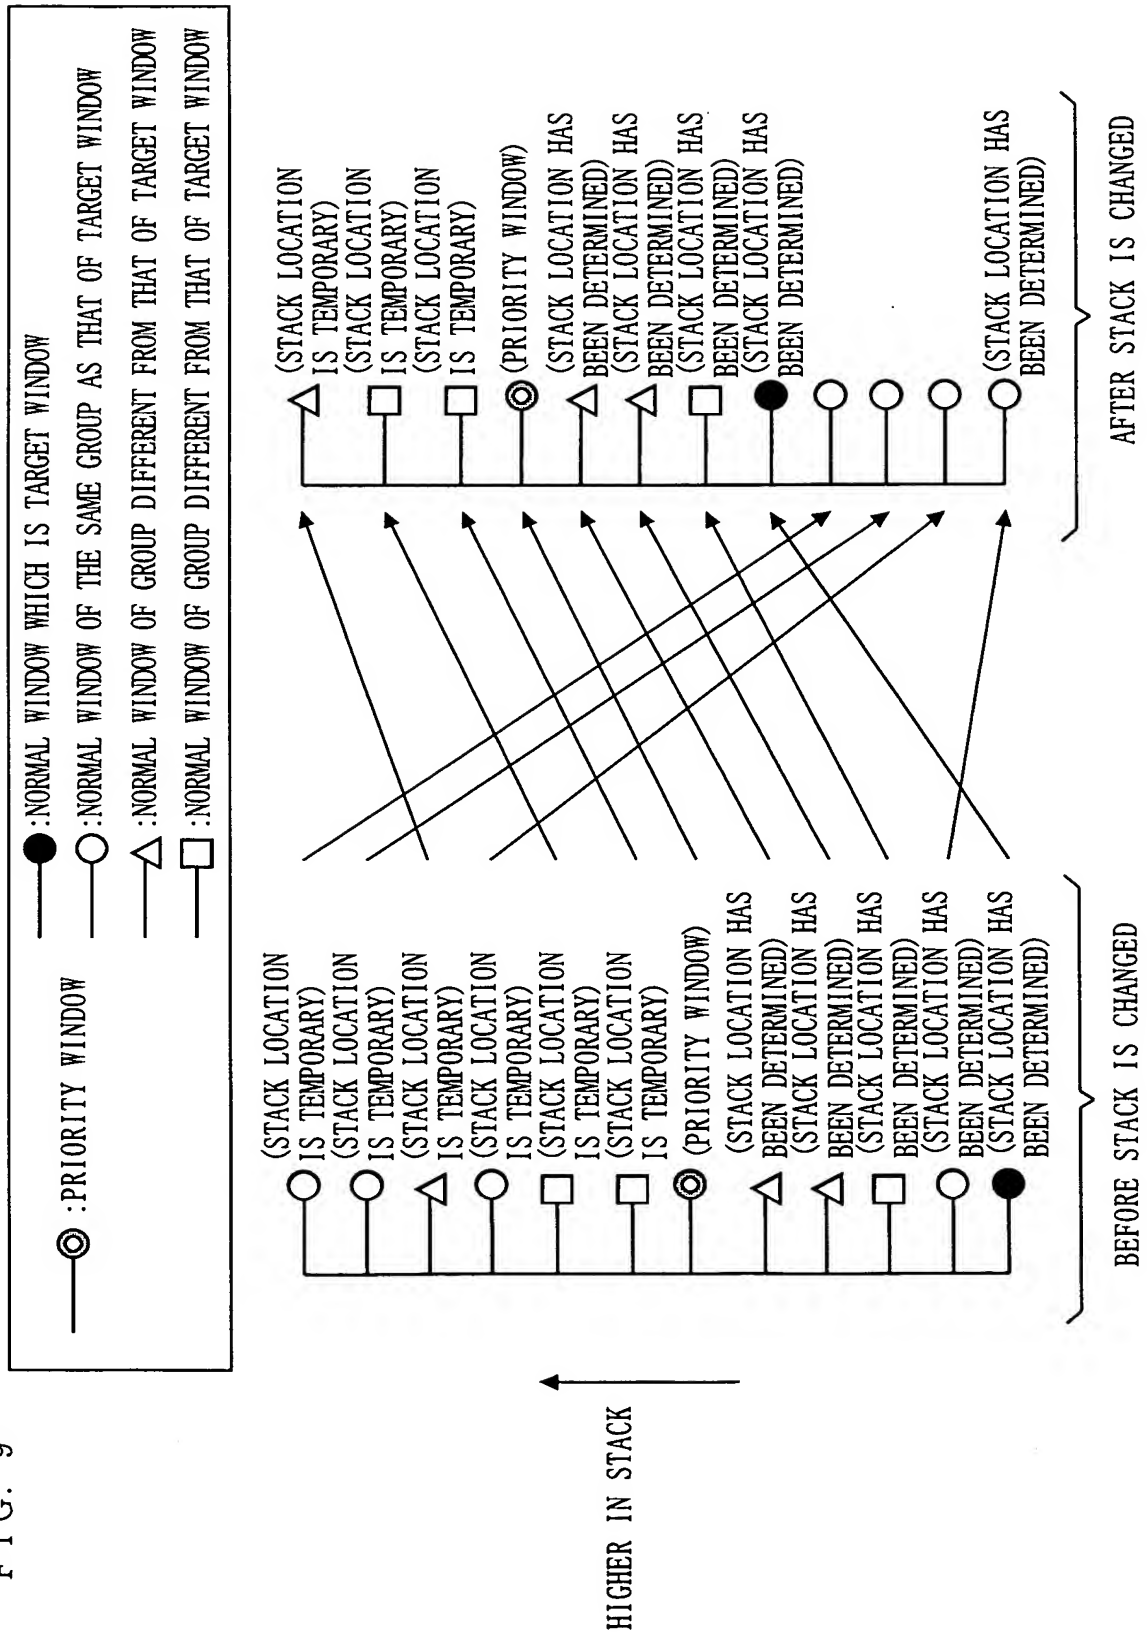 FIG. 9
:PRIORITY WINDOW
:NORMAL WINDOW WHICH IS TARGET WINDOW
:NORMAL WINDOW OF THE SAME GROUP AS THAT OF TARGET WINDOW
:NORMAL WINDOW OF GROUP DIFFERENT FROM THAT OF TARGET WINDOW
:NORMAL WINDOW OF GROUP DIFFERENT FROM THAT OF TARGET WINDOW
HIGHER IN STACK
(STACK LOCATION
IS TEMPORARY)
(STACK LOCATION
IS TEMPORARY)
(STACK LOCATION
IS TEMPORARY)
(STACK LOCATION
IS TEMPORARY)
(STACK LOCATION
IS TEMPORARY)
(STACK LOCATION
IS TEMPORARY)
(PRIORITY WINDOW)
(STACK LOCATION HAS
BEEN DETERMINED)
(STACK LOCATION HAS
BEEN DETERMINED)
(STACK LOCATION HAS
BEEN DETERMINED)
(STACK LOCATION HAS
BEEN DETERMINED)
(STACK LOCATION HAS
BEEN DETERMINED)
BEFORE STACK IS CHANGED
(STACK LOCATION
IS TEMPORARY)
(STACK LOCATION
IS TEMPORARY)
(STACK LOCATION
IS TEMPORARY)
(PRIORITY WINDOW)
(STACK LOCATION HAS
BEEN DETERMINED)
(STACK LOCATION HAS
BEEN DETERMINED)
(STACK LOCATION HAS
BEEN DETERMINED)
(STACK LOCATION HAS
BEEN DETERMINED)
(STACK LOCATION HAS
BEEN DETERMINED)
AFTER STACK IS CHANGED